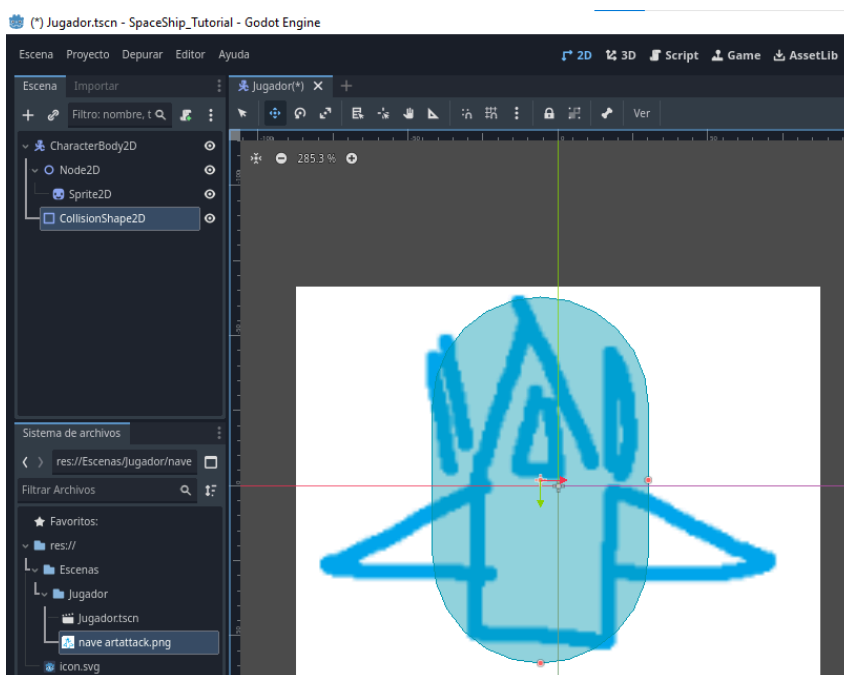 (*) Jugador.tscn - SpaceShip_Tutorial - Godot Engine
Escena Proyecto Depurar Editor Ayuda 2D 3D Script Game AssetLib
Escena Importar Jugador(*)
Filtro: nombre, t Ver
CharacterBody2D 285.3 %
Node2D
Sprite2D
CollisionShape2D
Sistema de archivos
res://Escenas/Jugador/nave
Filtrar Archivos
Favoritos:
res://
Escenas
Jugador
Jugador.tscn
nave artattack.png
icon.svg